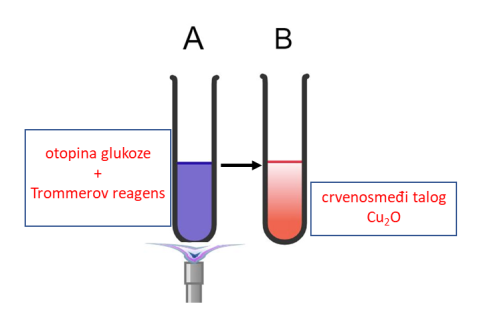 A
B
otopina glukoze
+
Trommerov reagens
crvenosmeđi talog
Cu₂O